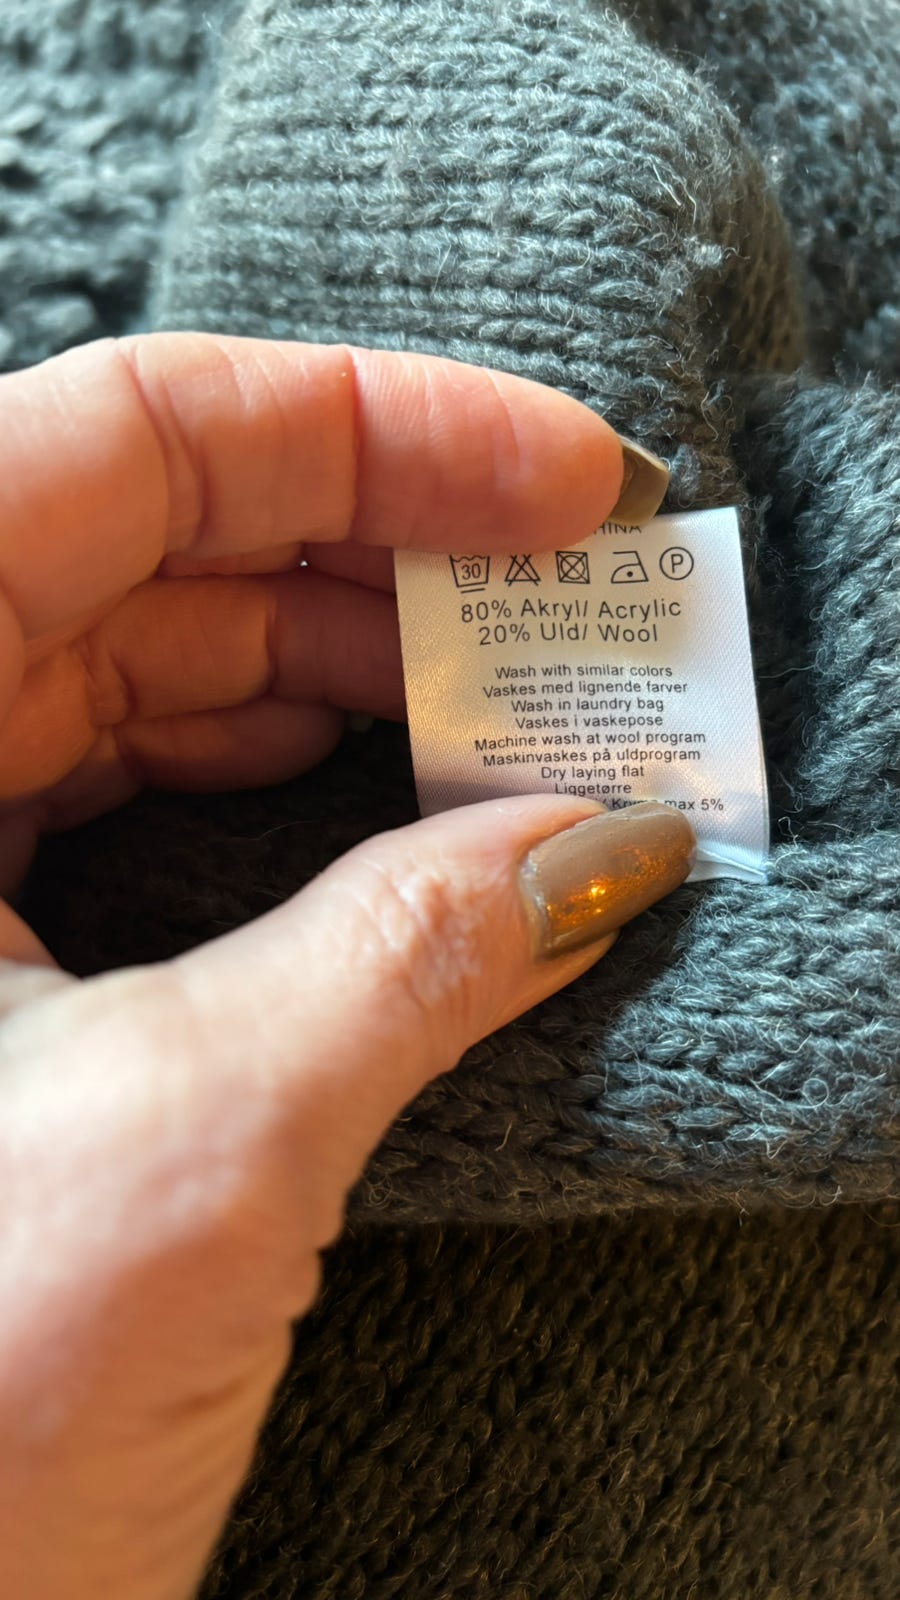 30 P
80% Akryl/ Acrylic
20% Uld/ Wool
Wash with similar colors
Vaskes med lignende farver
Wash in laundry bag
Vaskes i vaskepose
Machine wash at wool program
Maskinvaskes på uldprogram
Dry laying flat
Liggetørre
max 5%